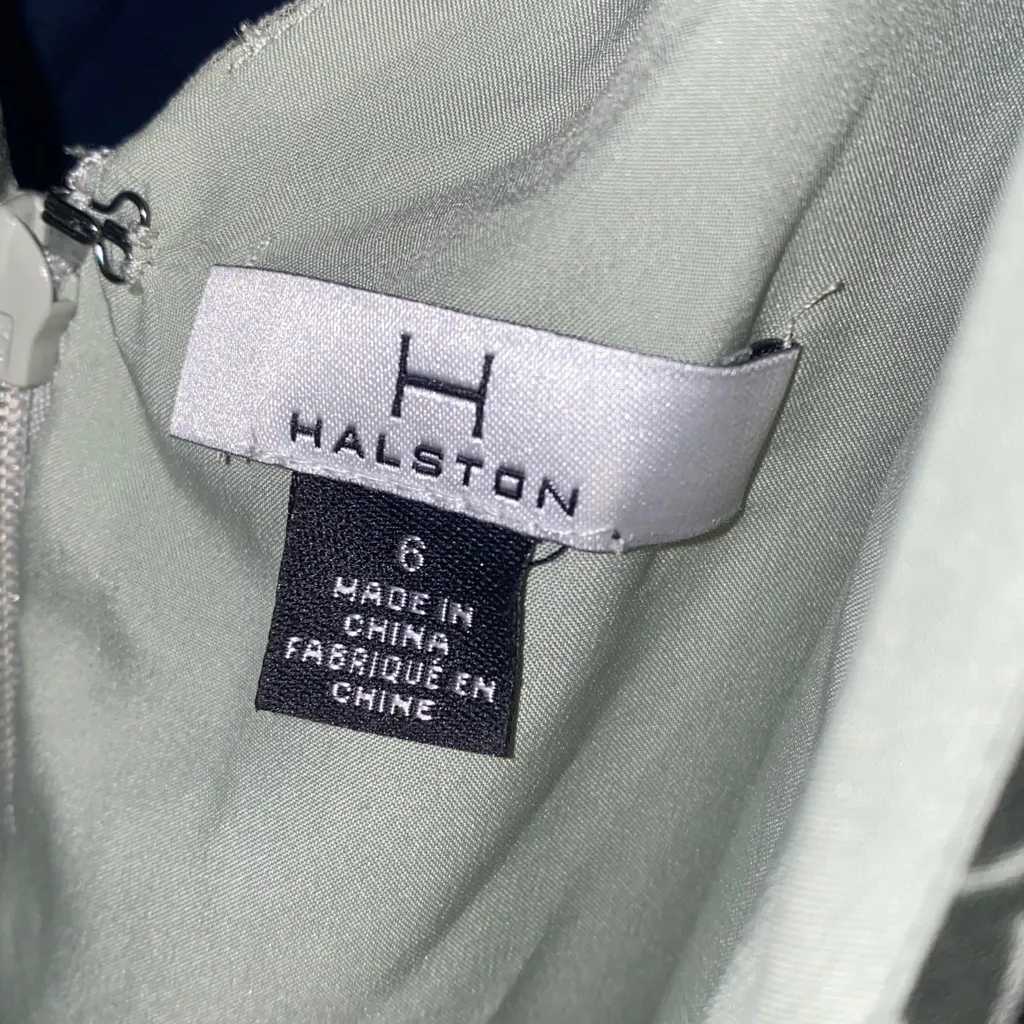 H
HALSTON
6
MADE IN
CHINA
FABRIQUÉ EN
CHINE